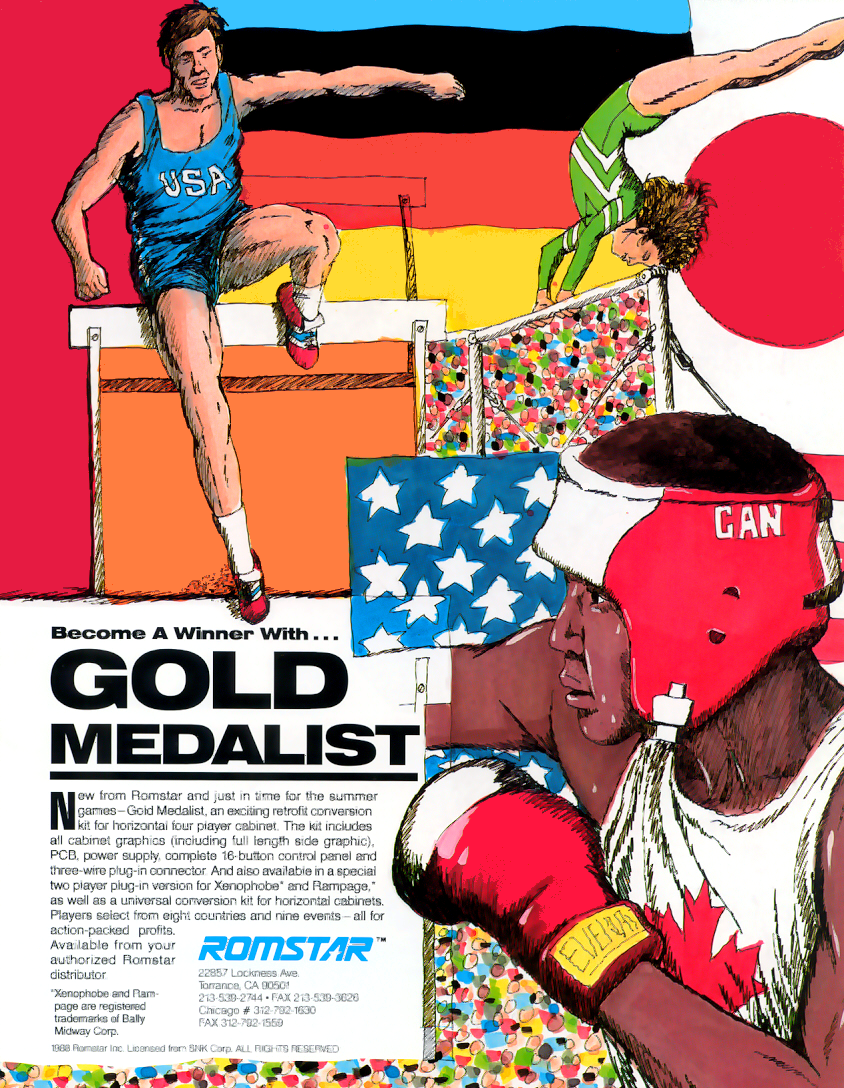 USA
CAN
Become A Winner With...
GOLD
MEDALIST
New from Romstar and just in time for the summer
games–Gold Medalist, an exciting retrofit conversion
kit for horizontal four player cabinet. The kit includes
all cabinet graphics (including full length side graphic),
PCB, power supply, complete 16-button control panel and
three-wire plug-in connector. And also available in a special
two player plug-in version for Xenophobe* and Rampage,*
as well as a universal conversion kit for horizontal cabinets.
Players select from eight countries and nine events – all for
action-packed profits.
Available from your
authorized Romstar
distributor.
*Xenophobe and Ram-
page are registered
trademarks of Bally
Midway Corp.
ROMSTAR™
22857 Lockness Ave.
Torrance, CA 90501
213-539-2744 • FAX 213-539-3626
Chicago # 312-792-1630
FAX 312-792-1559
1988 Romstar Inc. Licensed from SNK Corp. ALL RIGHTS RESERVED